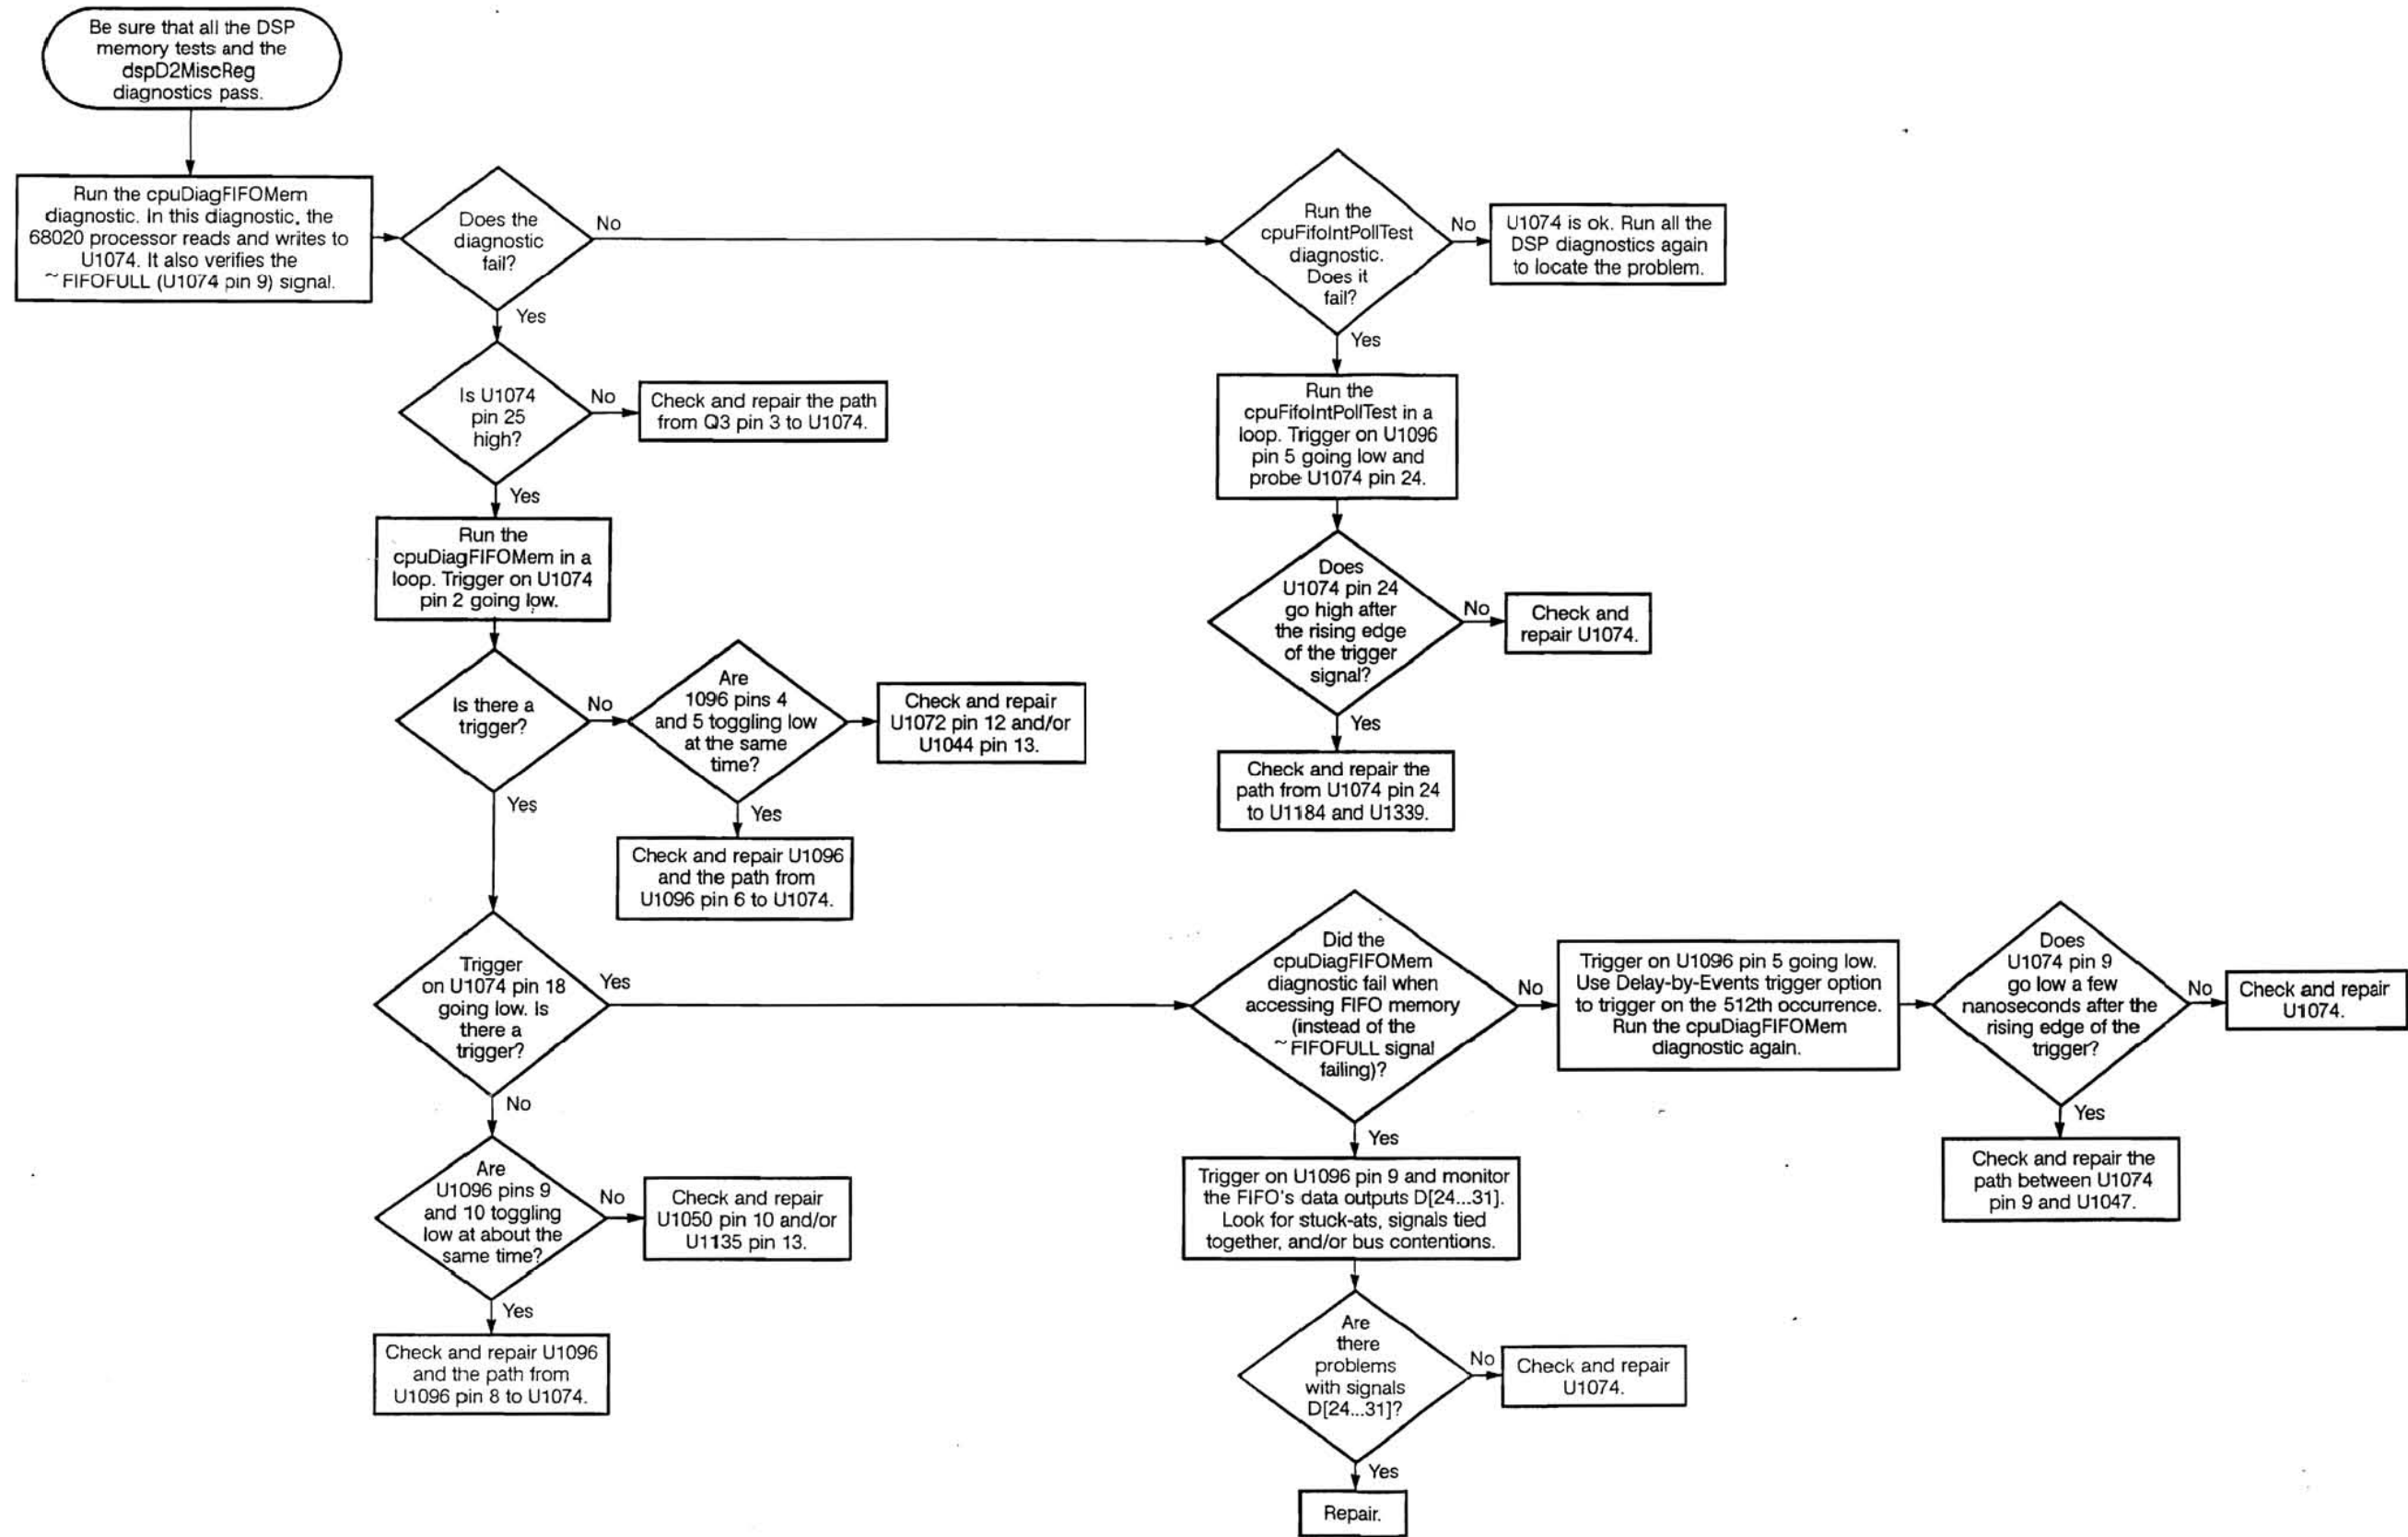 Be sure that all the DSP
memory tests and the
dspD2MiscReg
diagnostics pass.
Run the cpuDiagFIFOMem
diagnostic. In this diagnostic, the
68020 processor reads and writes to
U1074. It also verifies the
~FIFOFULL (U1074 pin 9) signal.
Does the
diagnostic
fail?
No
Yes
Run the
cpuFifoIntPollTest
diagnostic.
Does it
fail?
No
U1074 is ok. Run all the
DSP diagnostics again
to locate the problem.
Yes
Is U1074
pin 25
high?
No
Check and repair the path
from Q3 pin 3 to U1074.
Yes
Run the
cpuFifoIntPollTest in a
loop. Trigger on U1096
pin 5 going low and
probe U1074 pin 24.
Run the
cpuDiagFIFOMem in a
loop. Trigger on U1074
pin 2 going low.
Does
U1074 pin 24
go high after
the rising edge
of the trigger
signal?
No
Check and
repair U1074.
Yes
Check and repair the
path from U1074 pin 24
to U1184 and U1339.
Is there a
trigger?
No
Are
1096 pins 4
and 5 toggling low
at the same
time?
Check and repair
U1072 pin 12 and/or
U1044 pin 13.
Yes
Check and repair U1096
and the path from
U1096 pin 6 to U1074.
Yes
Trigger
on U1074 pin 18
going low. Is
there a
trigger?
Yes
Did the
cpuDiagFIFOMem
diagnostic fail when
accessing FIFO memory
(instead of the
~FIFOFULL signal
failing)?
No
Trigger on U1096 pin 5 going low.
Use Delay-by-Events trigger option
to trigger on the 512th occurrence.
Run the cpuDiagFIFOMem
diagnostic again.
Does
U1074 pin 9
go low a few
nanoseconds after the
rising edge of the
trigger?
No
Check and repair
U1074.
Yes
Check and repair the
path between U1074
pin 9 and U1047.
No
Are
U1096 pins 9
and 10 toggling
low at about the
same time?
No
Check and repair
U1050 pin 10 and/or
U1135 pin 13.
Yes
Check and repair U1096
and the path from
U1096 pin 8 to U1074.
Yes
Trigger on U1096 pin 9 and monitor
the FIFO's data outputs D[24...31].
Look for stuck-ats, signals tied
together, and/or bus contentions.
Are
there
problems
with signals
D[24...31]?
No
Check and repair
U1074.
Yes
Repair.